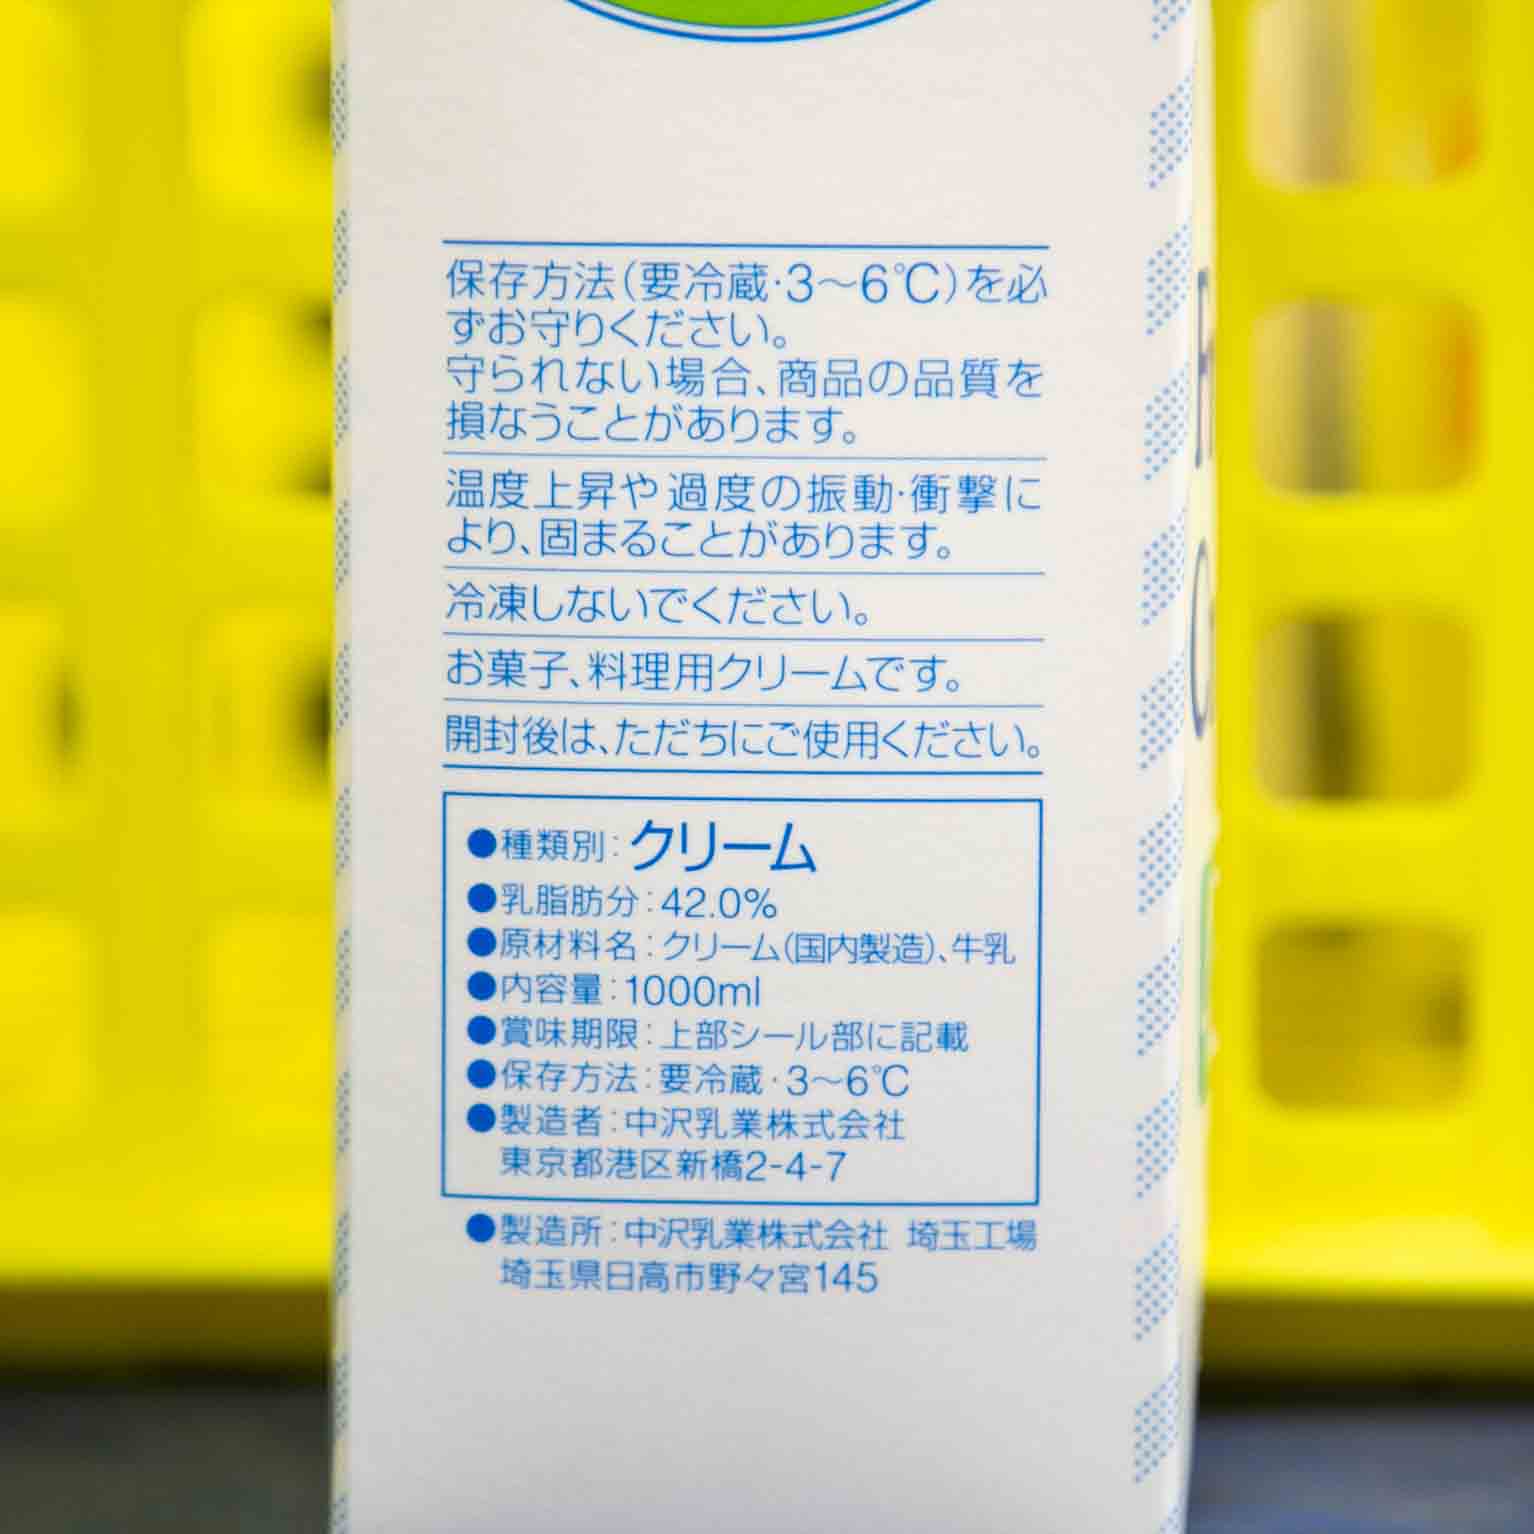 保存方法(要冷蔵·3〜6℃)を必
ずお守りください。
守られない場合、商品の品質を
損なうことがあります。
温度上昇や過度の振動·衝撃に
より、固まることがあります。
冷凍しないでください。
お菓子、料理用クリームです。
開封後は、ただちにご使用ください。
●種類別:クリーム
●乳脂肪分:42.0%
●原材料名:クリーム(国内製造)、牛乳
●内容量:1000ml
●賞味期限:上部シール部に記載
●保存方法:要冷蔵·3〜6℃
●製造者:中沢乳業株式会社
東京都港区新橋2-4-7
●製造所:中沢乳業株式会社 埼玉工場
埼玉県日高市野々宮145